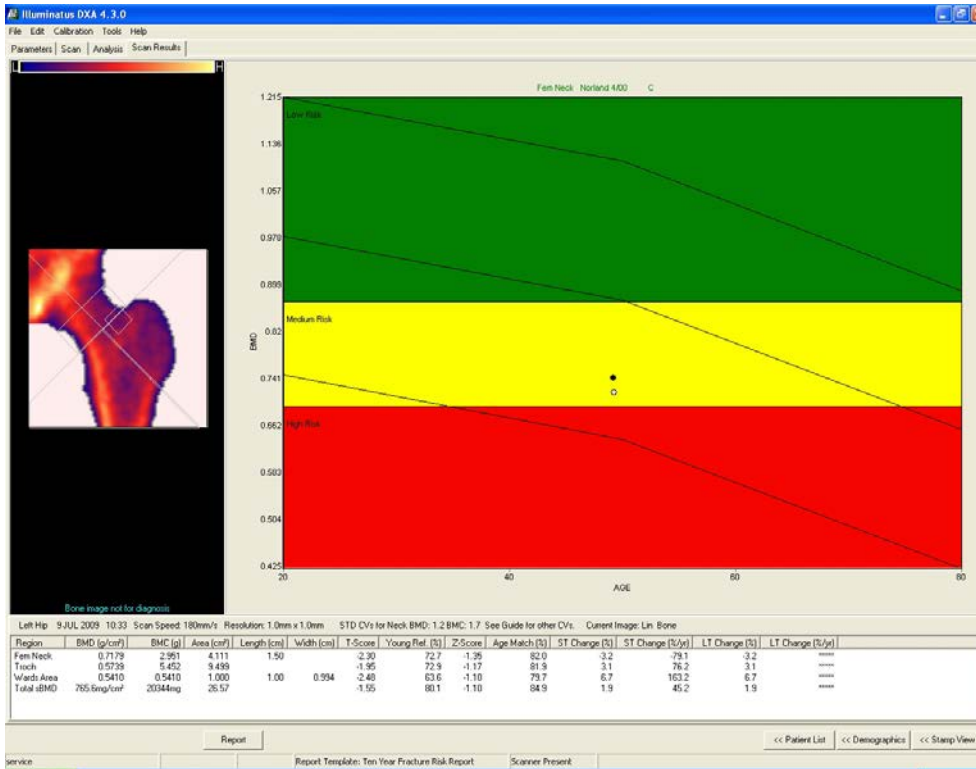 Illuminatus DXA 4.3.0
File Edit Calibration Tools Help
Parameters Scan Analysis Scan Results
L H
Fem Neck Norland 4/00 C
1.215
Low Risk
1.136
1.057
0.978
0.899
Medium Risk
0.82
BMD
0.741
0.662
High Risk
0.583
0.504
0.425
20 40 60 80
AGE
Bone image not for diagnosis
Left Hip 9 JUL 2009 10:33 Scan Speed: 180mm/s Resolution: 1.0mm x 1.0mm STD CVs for Neck BMD: 1.2 BMC: 1.7 See Guide for other CVs. Current Image: Lin Bone
Region BMD (g/cm²) BMC (g) Area (cm²) Length (cm) Width (cm) T-Score Young Ref. (%) Z-Score Age Match (%) ST Change (%) ST Change (%/yr) LT Change (%) LT Change (%/yr)
Fem Neck 0.7179 2.951 4.111 1.50 -2.30 72.7 -1.35 82.0 -3.2 -79.1 -3.2 *****
Troch 0.5739 5.452 9.499 -1.95 72.9 -1.17 81.9 3.1 76.2 3.1 *****
Wards Area 0.5410 0.5410 1.000 1.00 0.994 -2.48 63.6 -1.10 79.7 6.7 163.2 6.7 *****
Total sBMD 765.6mg/cm² 20344mg 26.57 -1.55 80.1 -1.10 84.9 1.9 45.2 1.9 *****
Report << Patient List << Demographics << Stamp View
service Report Template: Ten Year Fracture Risk Report Scanner Present